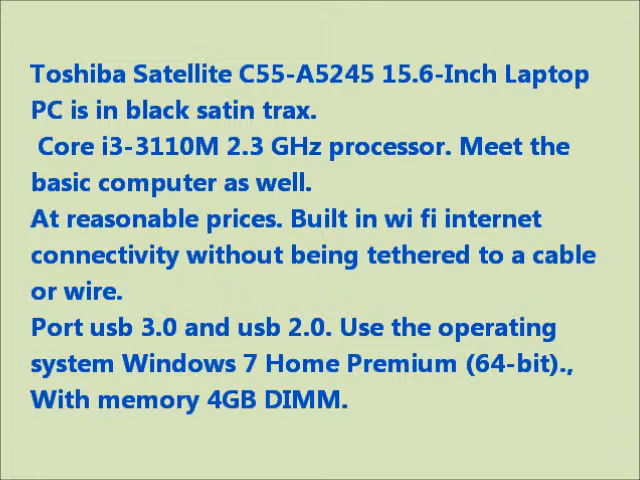 Toshiba Satellite C55-A5245 15.6-Inch Laptop
PC is in black satin trax.
Core i3-3110M 2.3 GHz processor. Meet the
basic computer as well.
At reasonable prices. Built in wi fi internet
connectivity without being tethered to a cable
or wire.
Port usb 3.0 and usb 2.0. Use the operating
system Windows 7 Home Premium (64-bit).,
With memory 4GB DIMM.